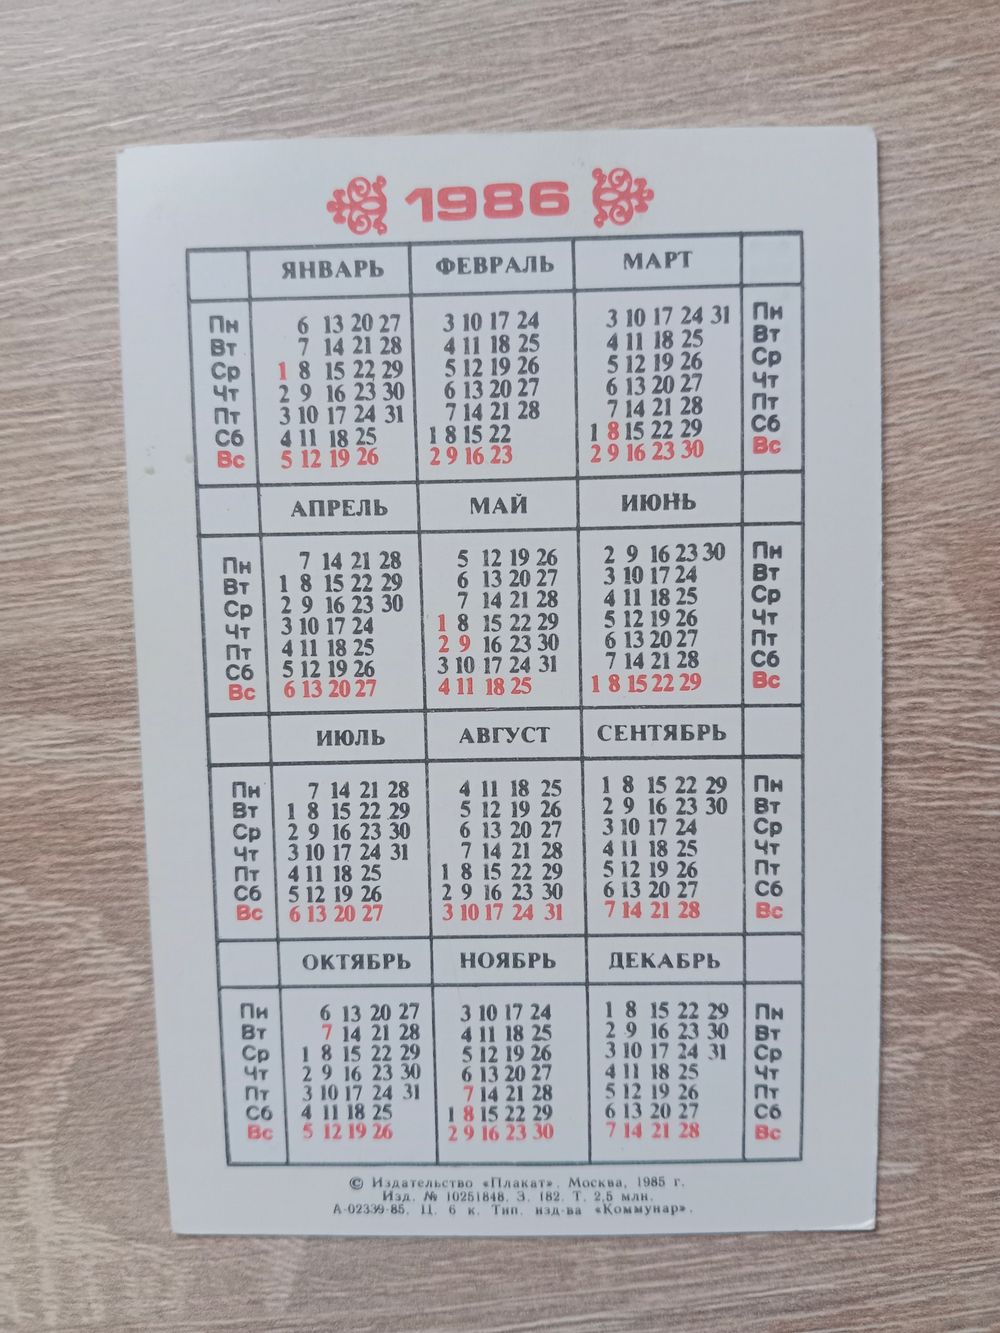 1986
ЯНВАРЬ ФЕВРАЛЬ МАРТ
Пн 6 13 20 27 3 10 17 24 3 10 17 24 31 Пн
Вт 7 14 21 28 4 11 18 25 4 11 18 25 Вт
Ср 1 8 15 22 29 5 12 19 26 5 12 19 26 Ср
Чт 2 9 16 23 30 6 13 20 27 6 13 20 27 Чт
Пт 3 10 17 24 31 7 14 21 28 7 14 21 28 Пт
Сб 4 11 18 25 1 8 15 22 1 8 15 22 29 Сб
Вс 5 12 19 26 2 9 16 23 2 9 16 23 30 Вс
АПРЕЛЬ МАЙ ИЮНЬ
Пн 7 14 21 28 5 12 19 26 2 9 16 23 30 Пн
Вт 1 8 15 22 29 6 13 20 27 3 10 17 24 Вт
Ср 2 9 16 23 30 7 14 21 28 4 11 18 25 Ср
Чт 3 10 17 24 1 8 15 22 29 5 12 19 26 Чт
Пт 4 11 18 25 2 9 16 23 30 6 13 20 27 Пт
Сб 5 12 19 26 3 10 17 24 31 7 14 21 28 Сб
Вс 6 13 20 27 4 11 18 25 1 8 15 22 29 Вс
ИЮЛЬ АВГУСТ СЕНТЯБРЬ
Пн 7 14 21 28 4 11 18 25 1 8 15 22 29 Пн
Вт 1 8 15 22 29 5 12 19 26 2 9 16 23 30 Вт
Ср 2 9 16 23 30 6 13 20 27 3 10 17 24 Ср
Чт 3 10 17 24 31 7 14 21 28 4 11 18 25 Чт
Пт 4 11 18 25 1 8 15 22 29 5 12 19 26 Пт
Сб 5 12 19 26 2 9 16 23 30 6 13 20 27 Сб
Вс 6 13 20 27 3 10 17 24 31 7 14 21 28 Вс
ОКТЯБРЬ НОЯБРЬ ДЕКАБРЬ
Пн 6 13 20 27 3 10 17 24 1 8 15 22 29 Пн
Вт 7 14 21 28 4 11 18 25 2 9 16 23 30 Вт
Ср 1 8 15 22 29 5 12 19 26 3 10 17 24 31 Ср
Чт 2 9 16 23 30 6 13 20 27 4 11 18 25 Чт
Пт 3 10 17 24 31 7 14 21 28 5 12 19 26 Пт
Сб 4 11 18 25 1 8 15 22 29 6 13 20 27 Сб
Вс 5 12 19 26 2 9 16 23 30 7 14 21 28 Вс
© Издательство «Плакат». Москва, 1985 г.
Изд. № 10251848. З. 182. Т. 2,5 млн.
А-02339-85. Ц. 6 к. Тип. изд-ва «Коммунар».